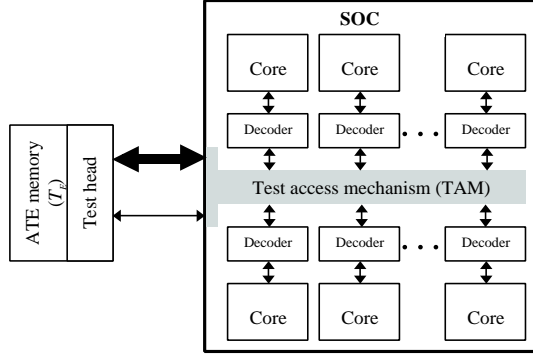 SOC
Core Core Core
Decoder Decoder . . . Decoder
ATE memory
(T_E)
Test head
Test access mechanism (TAM)
Decoder Decoder . . . Decoder
Core Core Core